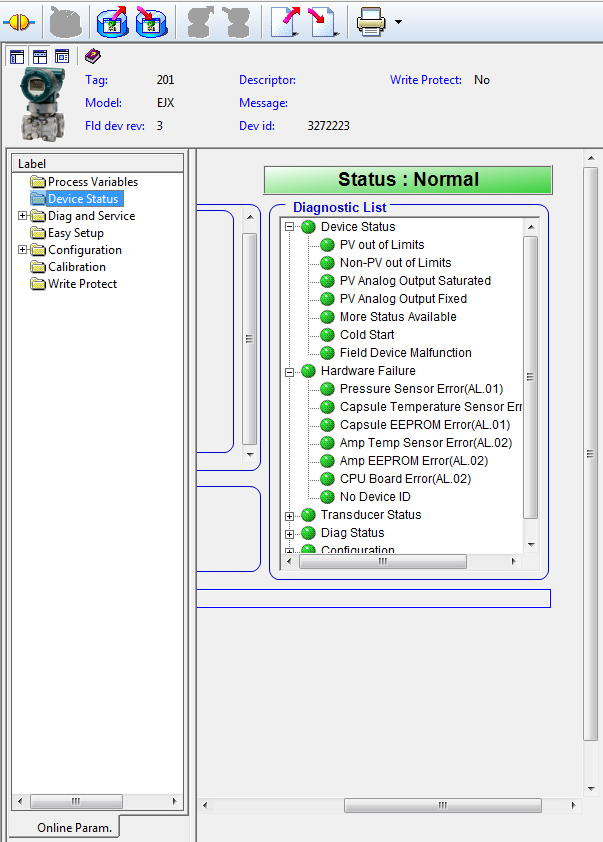 Tag: 201 Descriptor: Write Protect: No
Model: EJX Message:
Fld dev rev: 3 Dev id: 3272223
Label
Process Variables
Device Status
Diag and Service
Easy Setup
Configuration
Calibration
Write Protect
Status : Normal
Diagnostic List
Device Status
PV out of Limits
Non-PV out of Limits
PV Analog Output Saturated
PV Analog Output Fixed
More Status Available
Cold Start
Field Device Malfunction
Hardware Failure
Pressure Sensor Error(AL.01)
Capsule Temperature Sensor Err
Capsule EEPROM Error(AL.01)
Amp Temp Sensor Error(AL.02)
Amp EEPROM Error(AL.02)
CPU Board Error(AL.02)
No Device ID
Transducer Status
Diag Status
Configuration
Online Param.